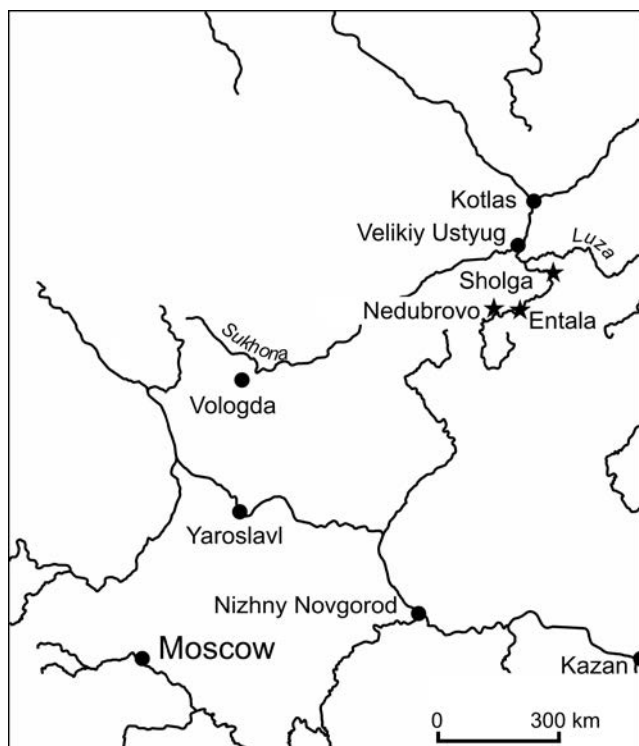 Kotlas
Velikiy Ustyug
Luza
Sholga
Nedubrovo
Entala
Sukhona
Vologda
Yaroslavl
Nizhny Novgorod
Moscow
Kazan
0 300 km